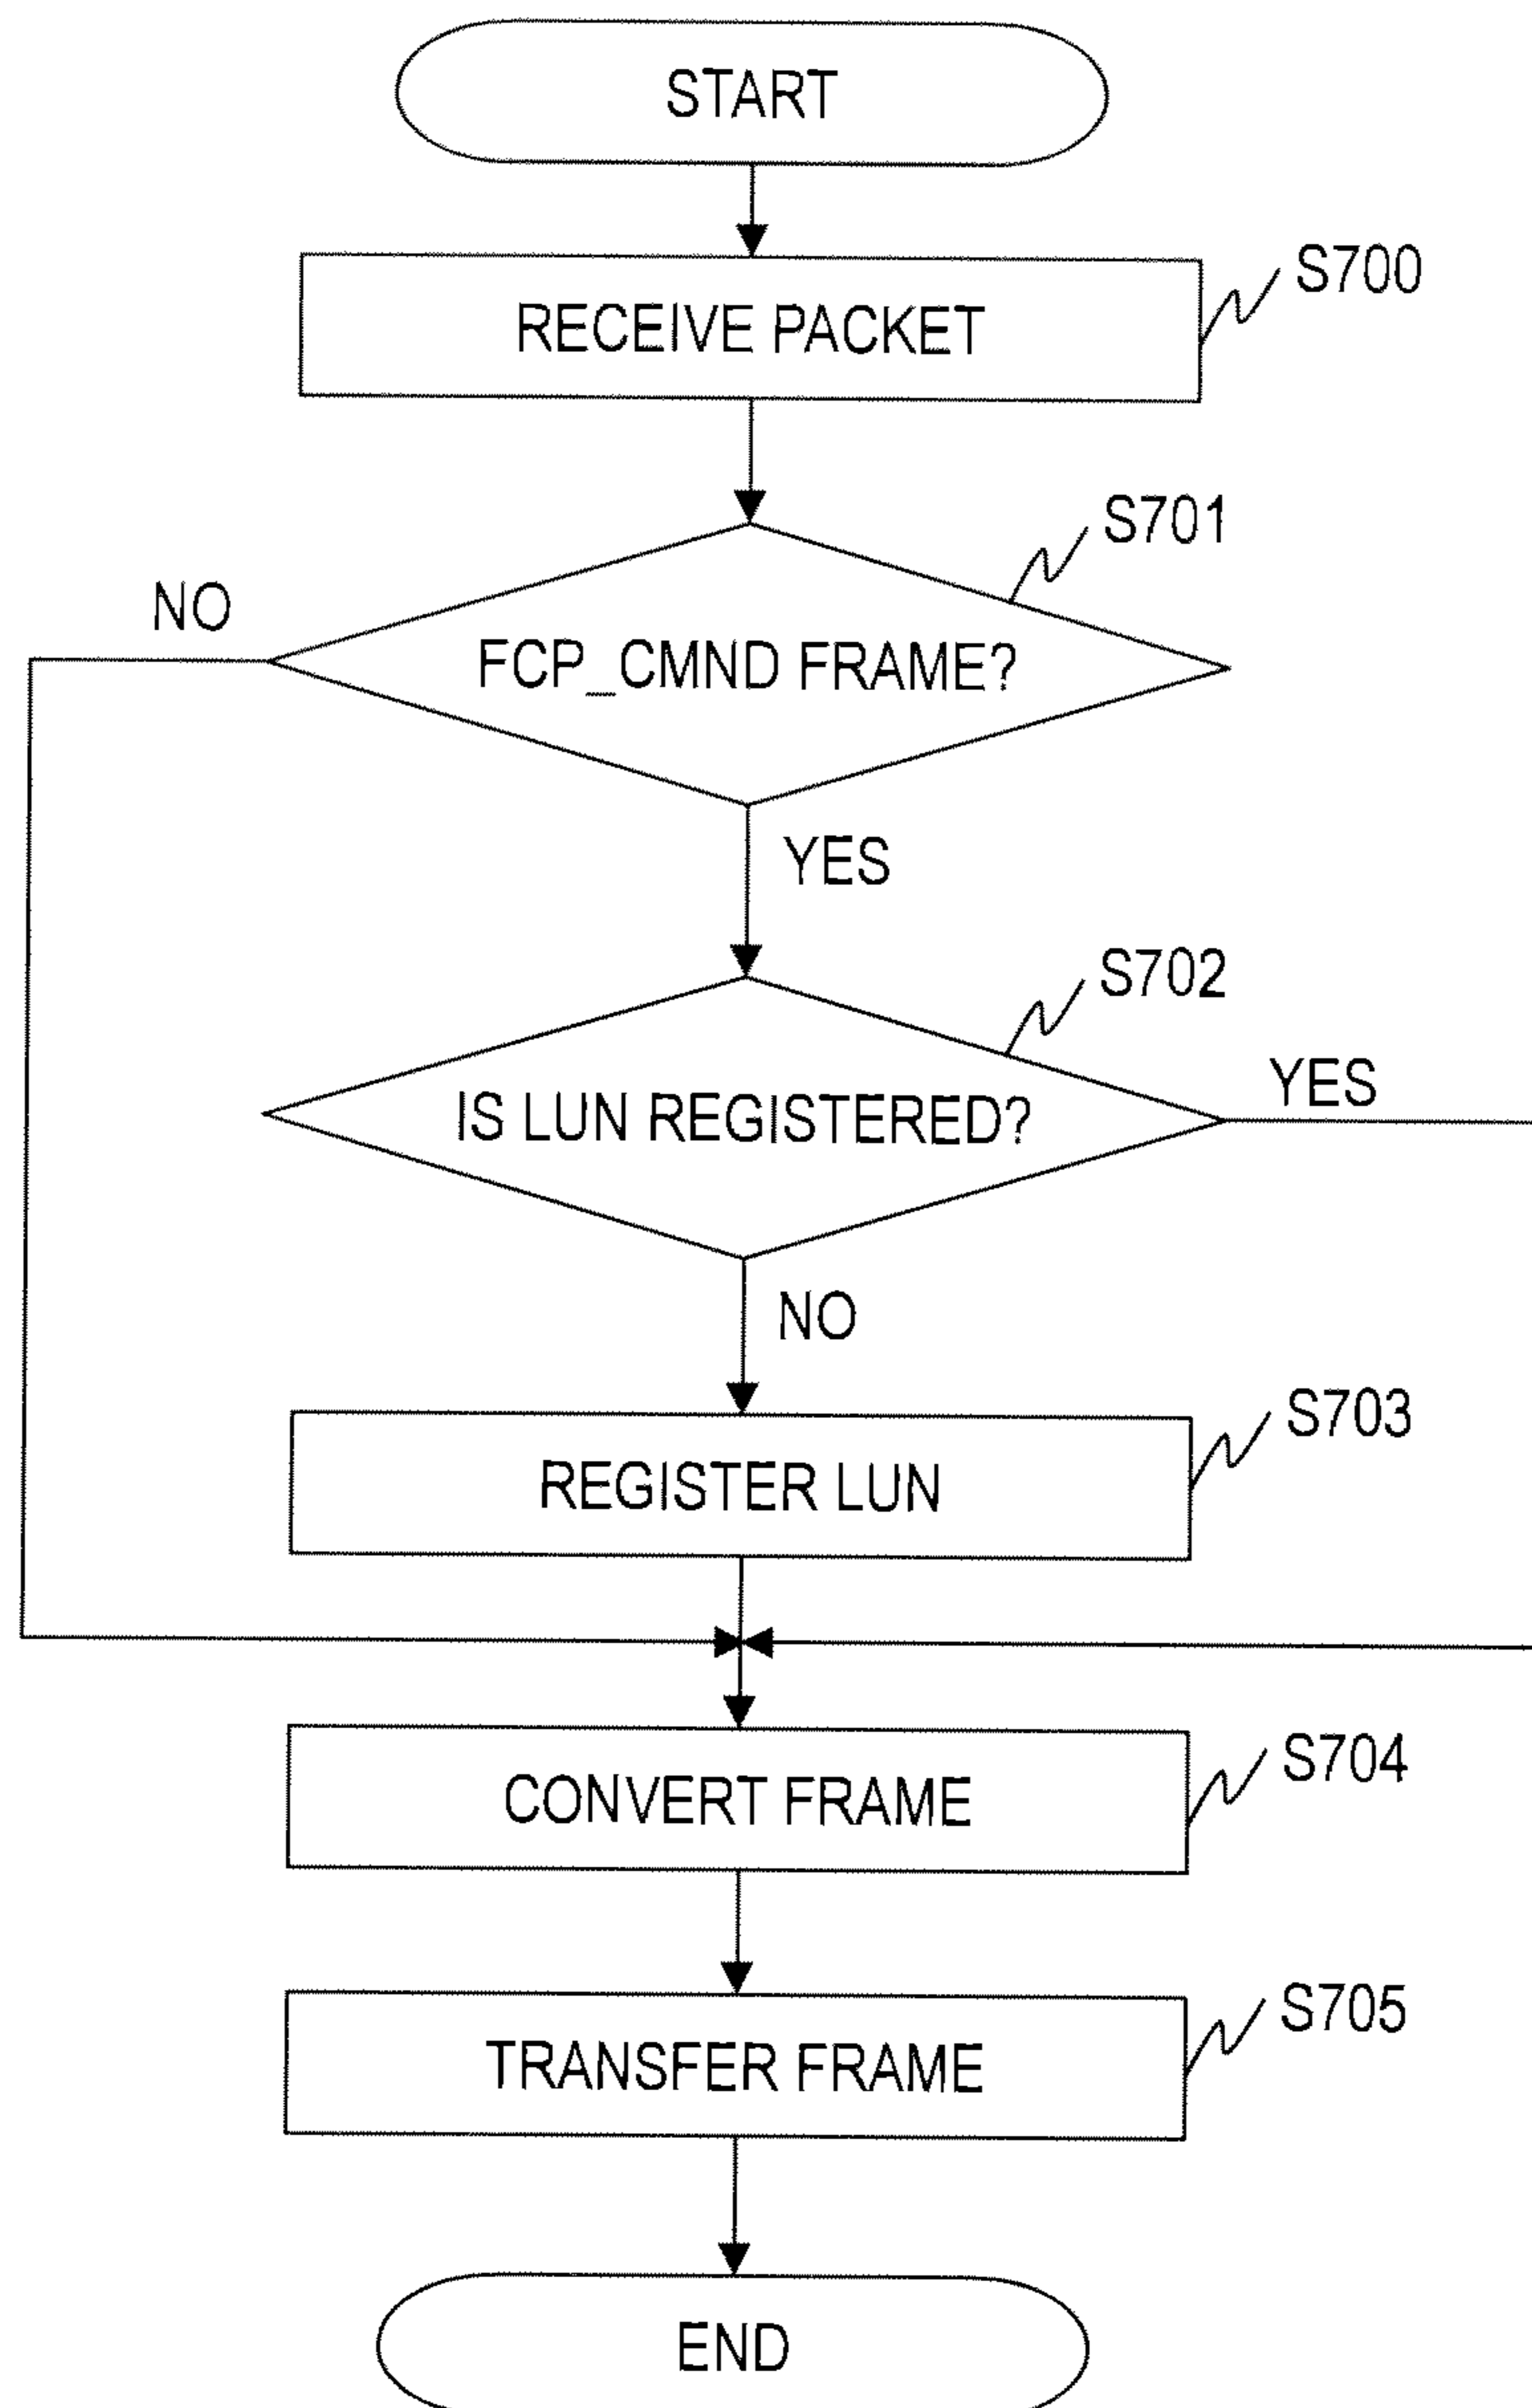 START
RECEIVE PACKET
S700
S701
NO
FCP_CMND FRAME?
YES
S702
YES
IS LUN REGISTERED?
NO
S703
REGISTER LUN
S704
CONVERT FRAME
S705
TRANSFER FRAME
END